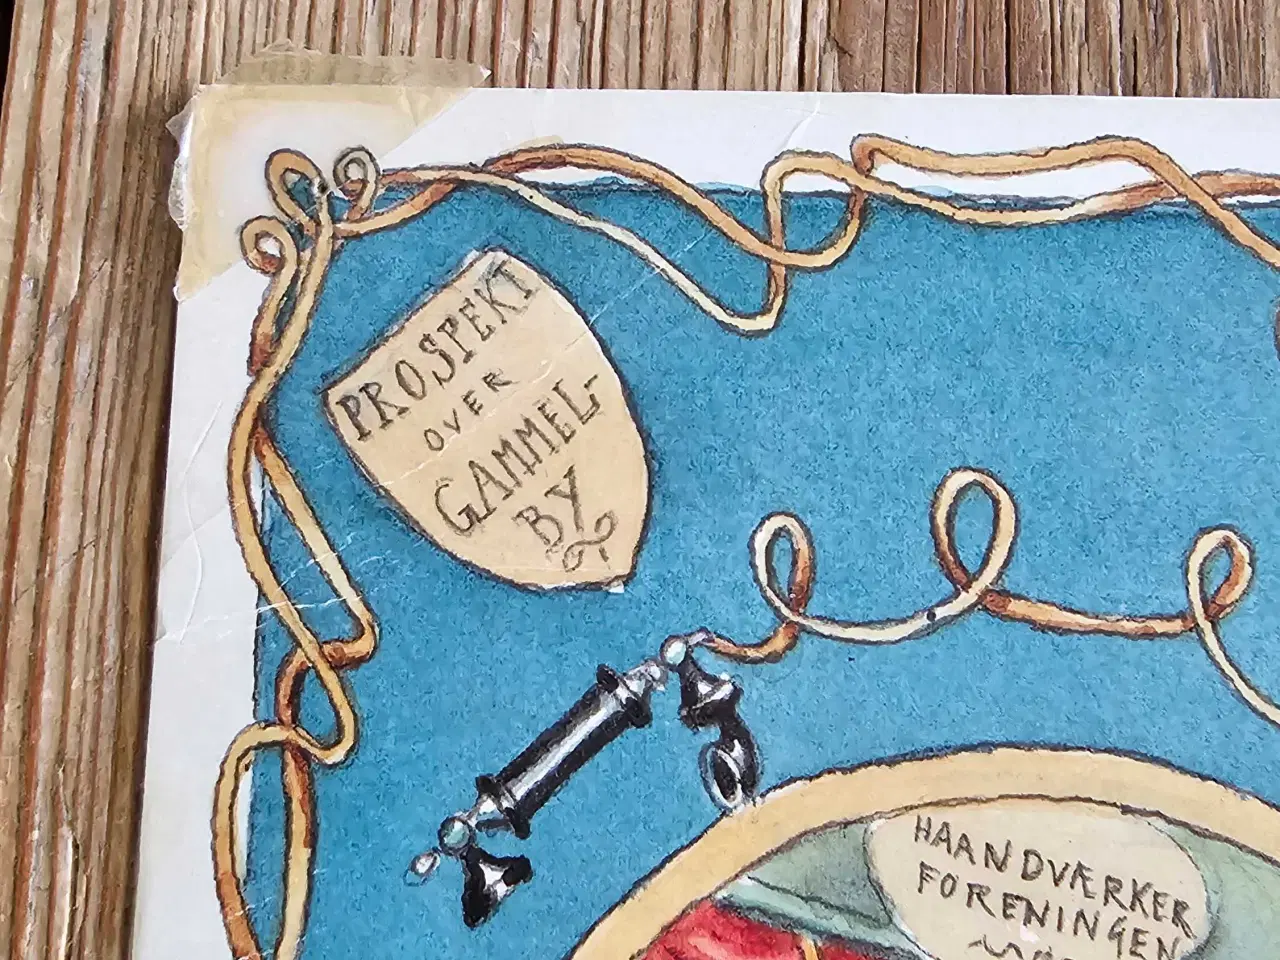 PROSPEKT
OVER
GAMMEL-
BY
HAANDVÆRKER
FORENINGEN